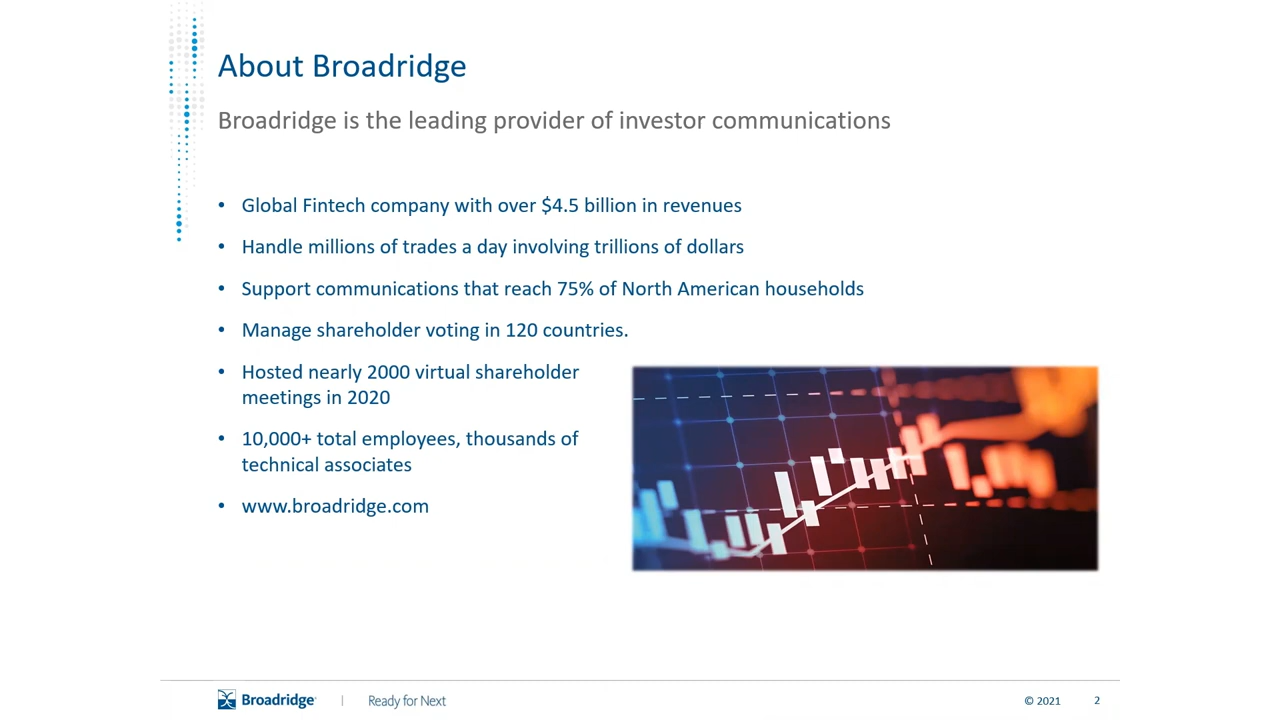 About Broadridge
Broadridge is the leading provider of investor communications
• Global Fintech company with over $4.5 billion in revenues
• Handle millions of trades a day involving trillions of dollars
• Support communications that reach 75% of North American households
• Manage shareholder voting in 120 countries.
• Hosted nearly 2000 virtual shareholder
meetings in 2020
• 10,000+ total employees, thousands of
technical associates
• www.broadridge.com
Broadridge | Ready for Next © 2021 2